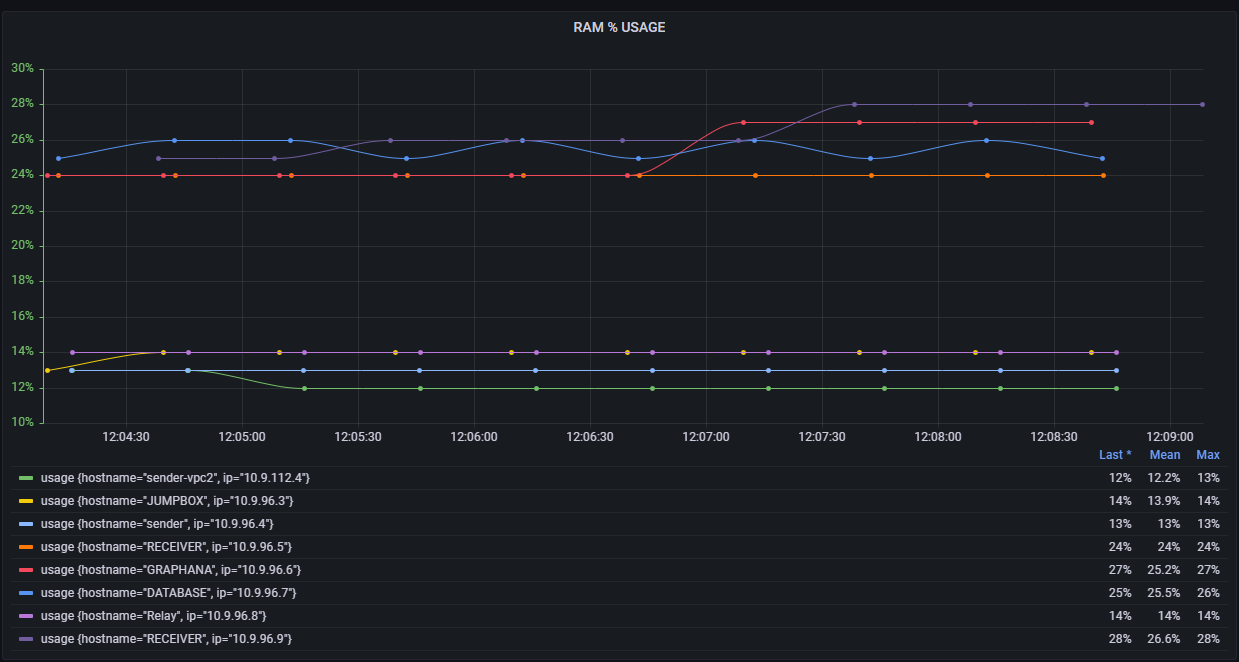 RAM % USAGE
30%
28%
26%
24%
22%
20%
18%
16%
14%
12%
10%
12:04:30 12:05:00 12:05:30 12:06:00 12:06:30 12:07:00 12:07:30 12:08:00 12:08:30 12:09:00
Last * Mean Max
usage {hostname="sender-vpc2", ip="10.9.112.4"} 12% 12.2% 13%
usage {hostname="JUMPBOX", ip="10.9.96.3"} 14% 13.9% 14%
usage {hostname="sender", ip="10.9.96.4"} 13% 13% 13%
usage {hostname="RECEIVER", ip="10.9.96.5"} 24% 24% 24%
usage {hostname="GRAPHANA", ip="10.9.96.6"} 27% 25.2% 27%
usage {hostname="DATABASE", ip="10.9.96.7"} 25% 25.5% 26%
usage {hostname="Relay", ip="10.9.96.8"} 14% 14% 14%
usage {hostname="RECEIVER", ip="10.9.96.9"} 28% 26.6% 28%